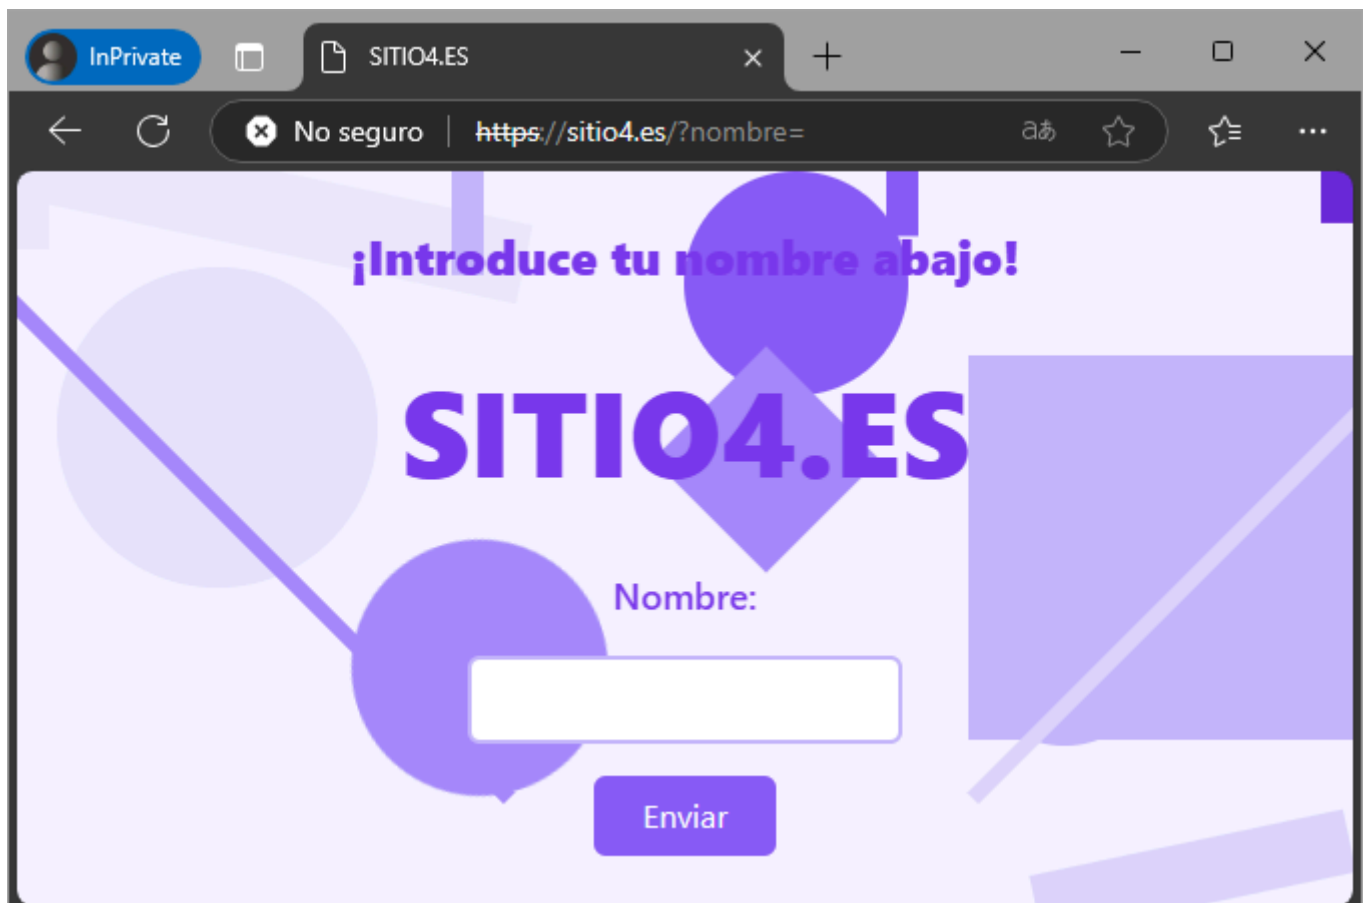 InPrivate
SITIO4.ES
No seguro
https://sitio4.es/?nombre=
aあ
¡Introduce tu nombre abajo!
SITIO4.ES
Nombre:
Enviar